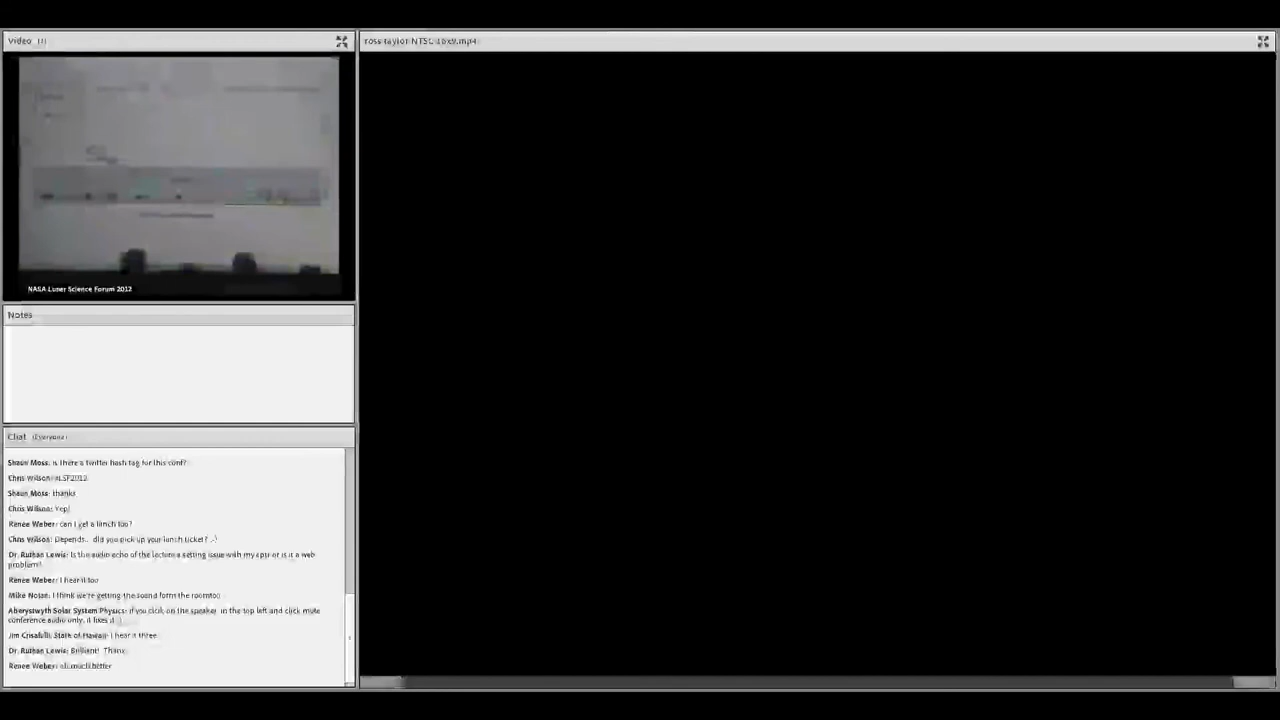 Video (1)
ross taylor NTSC 16x9.mp4
NASA Lunar Science Forum 2012
Notes
Chat (Everyone)
Shaun Moss: Is there a twitter hash tag for this conf?
Chris Wilson: #LSF2012
Shaun Moss: thanks
Chris Wilson: Yep!
Renee Weber: can I get a lunch too?
Chris Wilson: Depends... did you pick up your lunch ticket? :-)
Dr. Ruthan Lewis: Is the audio echo of the lecture a setting issue with my or is it a web
problem?
Renee Weber: I hear it too
Mike I think we're getting the sound form the room too
Aberystwyth Solar System Physics: if you click on the speaker in the top left and click mute
conference audio only, it fixes it :)
Jim Crisafulli, State of Hawaii: I hear it three
Dr. Ruthan Lewis: Brilliant! Thanx
Renee Weber: ah much better